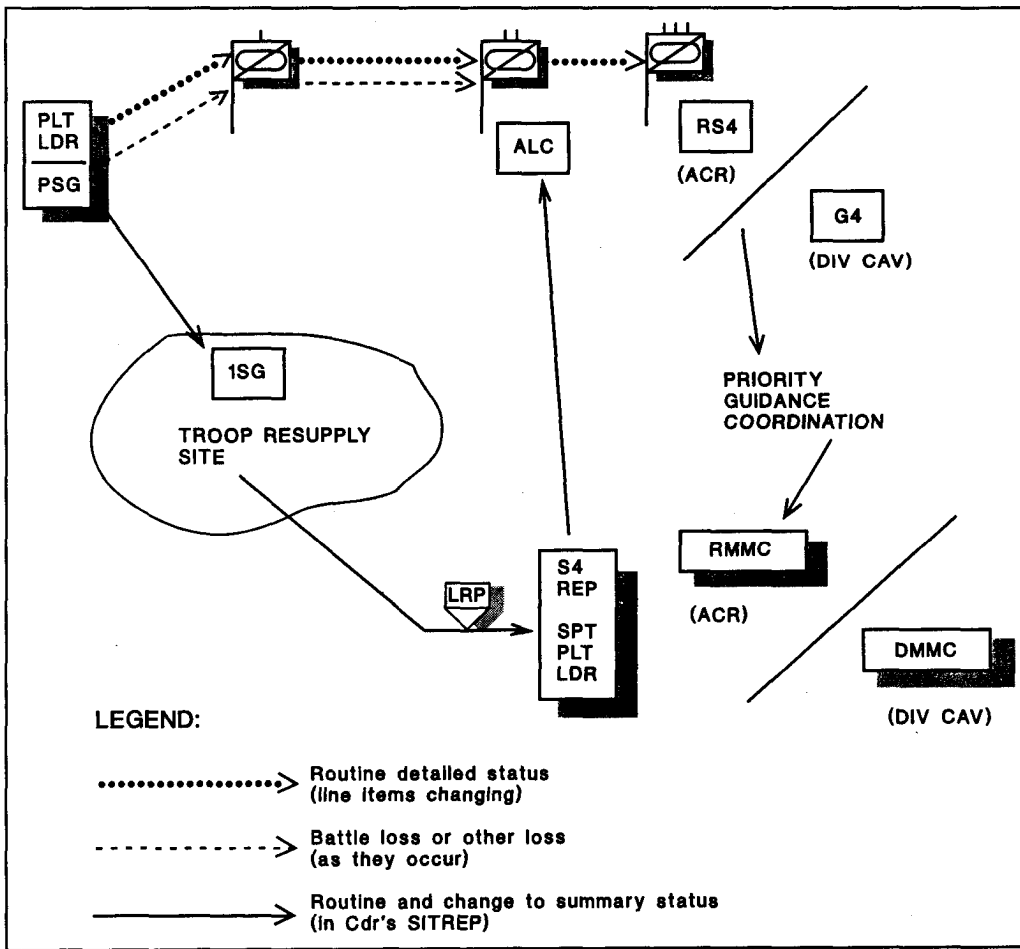 PLT
LDR
PSG
ALC
RS4
(ACR)
G4
(DIV CAV)
1SG
TROOP RESUPPLY
SITE
PRIORITY
GUIDANCE
COORDINATION
LRP
S4
REP
SPT
PLT
LDR
RMMC
(ACR)
DMMC
(DIV CAV)
LEGEND:
Routine detailed status
(line items changing)
Battle loss or other loss
(as they occur)
Routine and change to summary status
(in Cdr's SITREP)